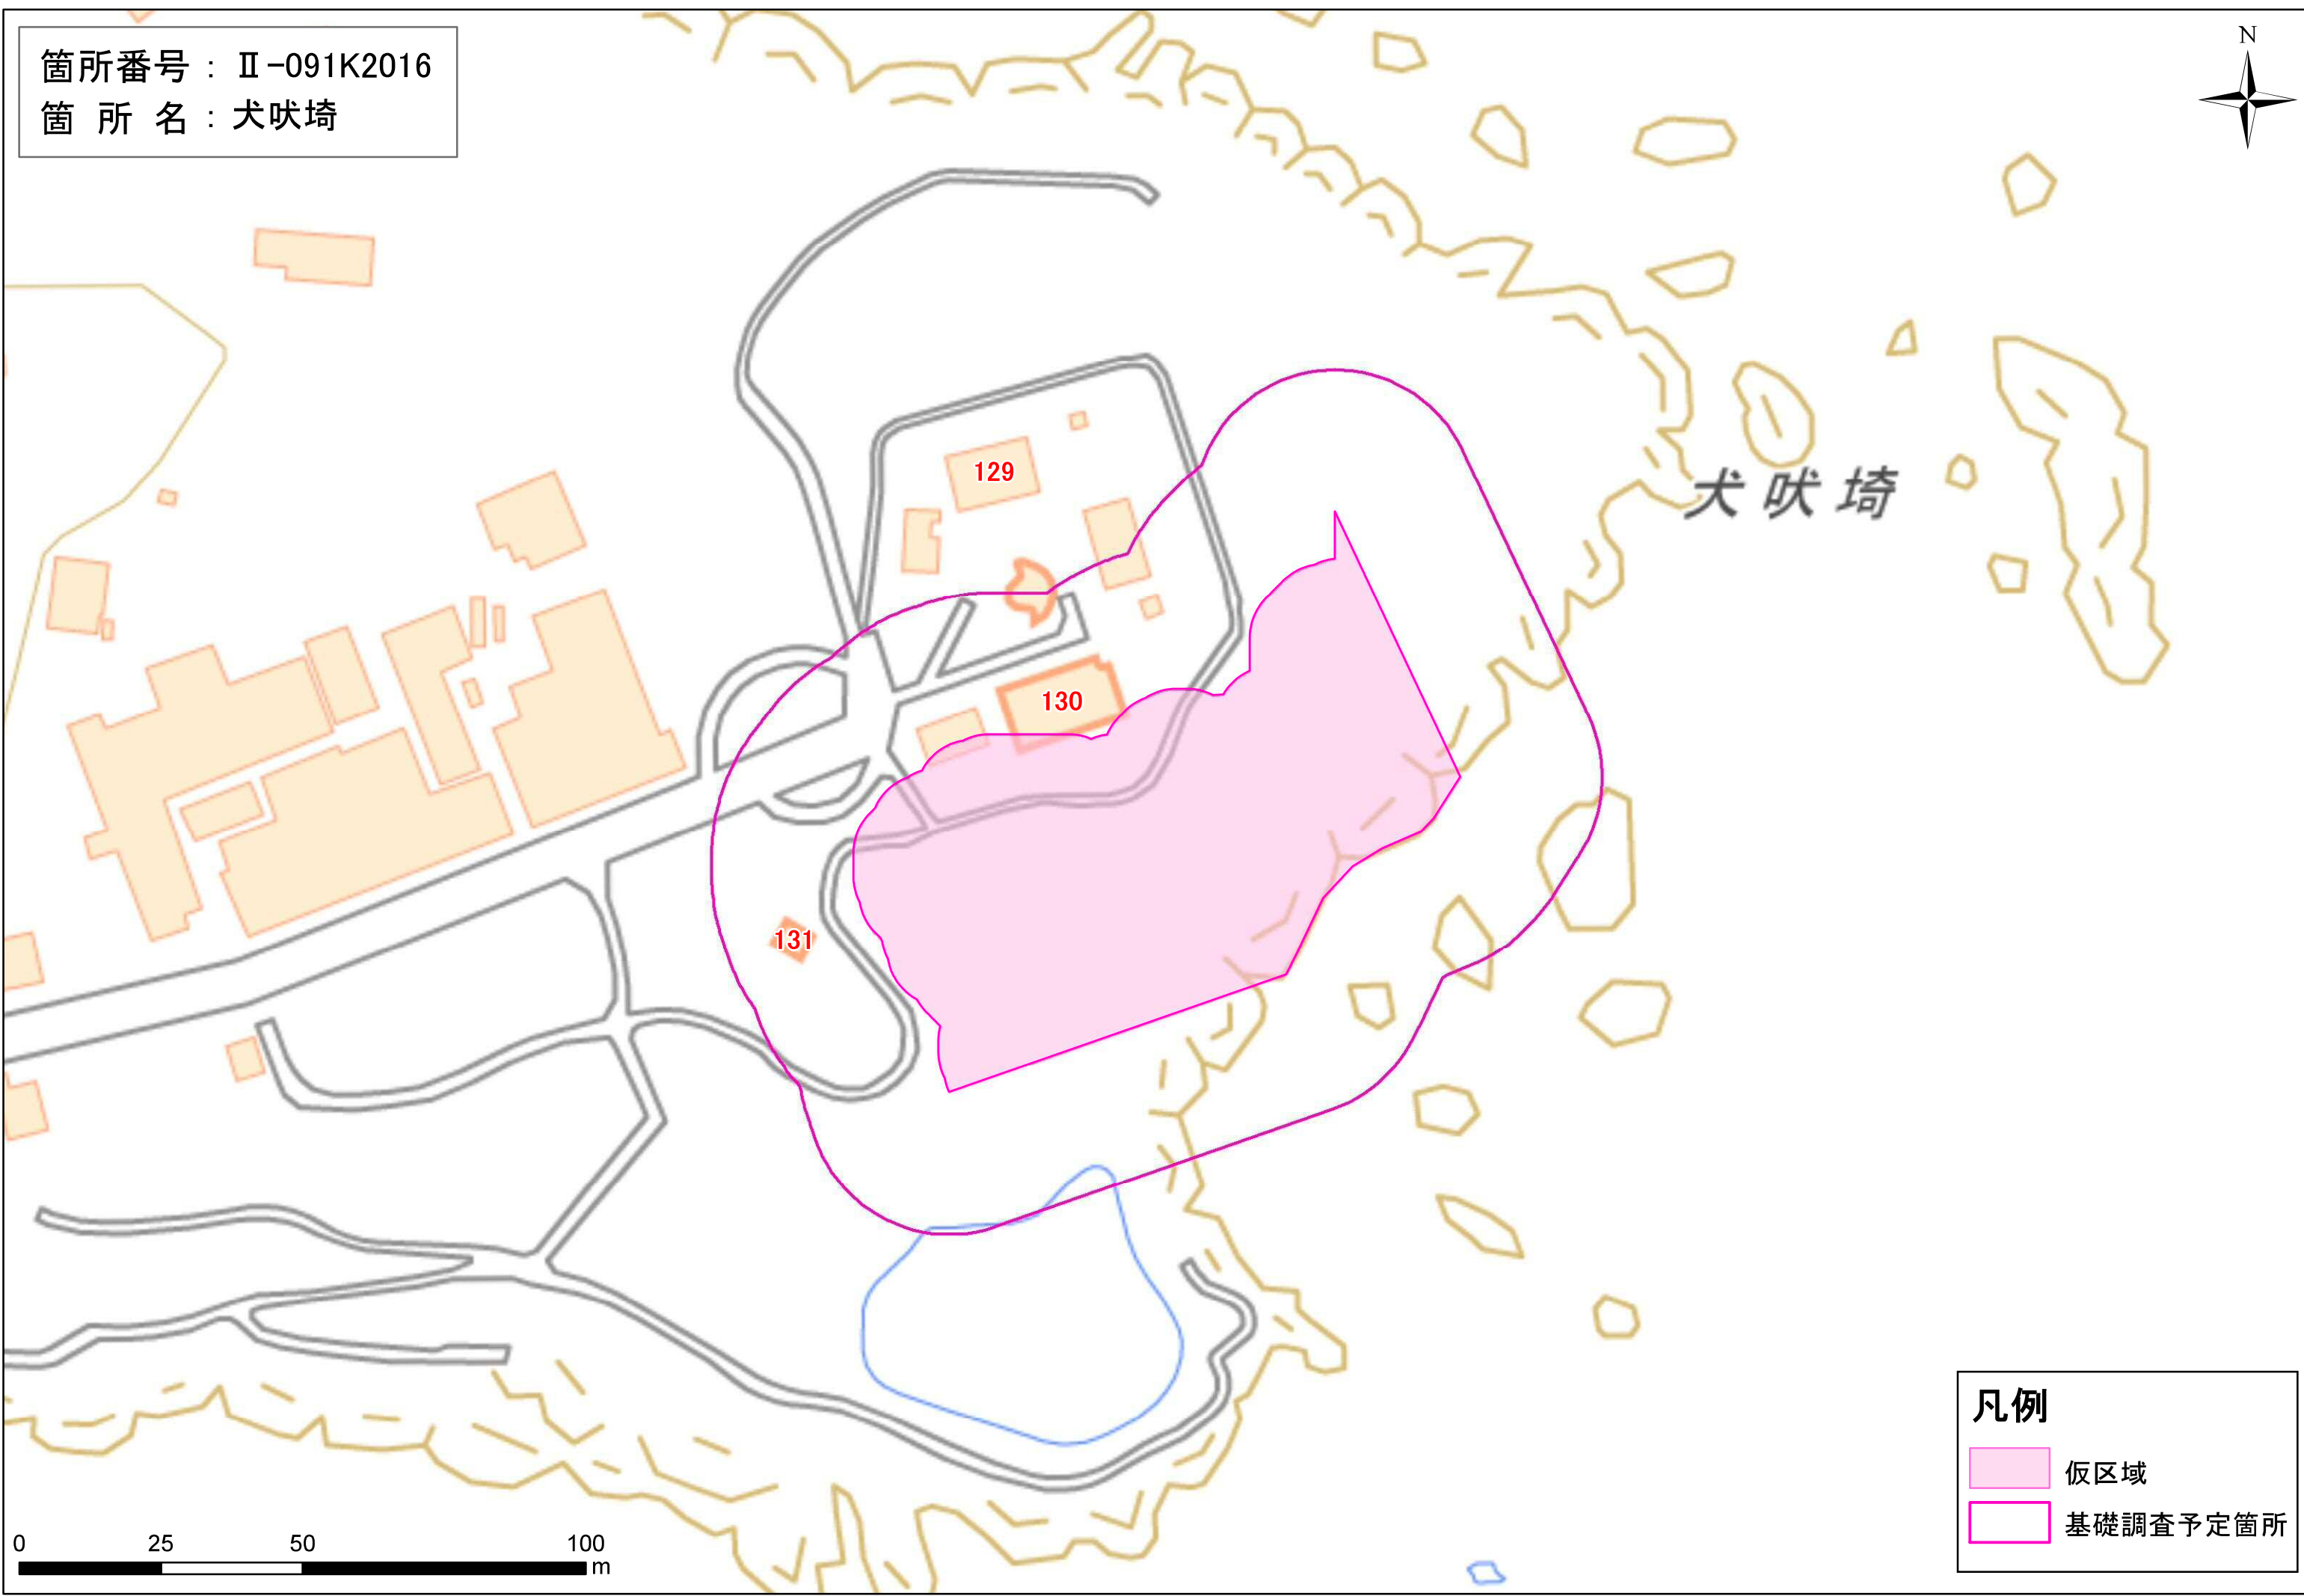 箇所番号 : Ⅱ-091K2016
箇 所 名 : 犬吠埼
N
129
犬吠埼
130
131
凡例
仮区域
基礎調査予定箇所
0 25 50 100
m